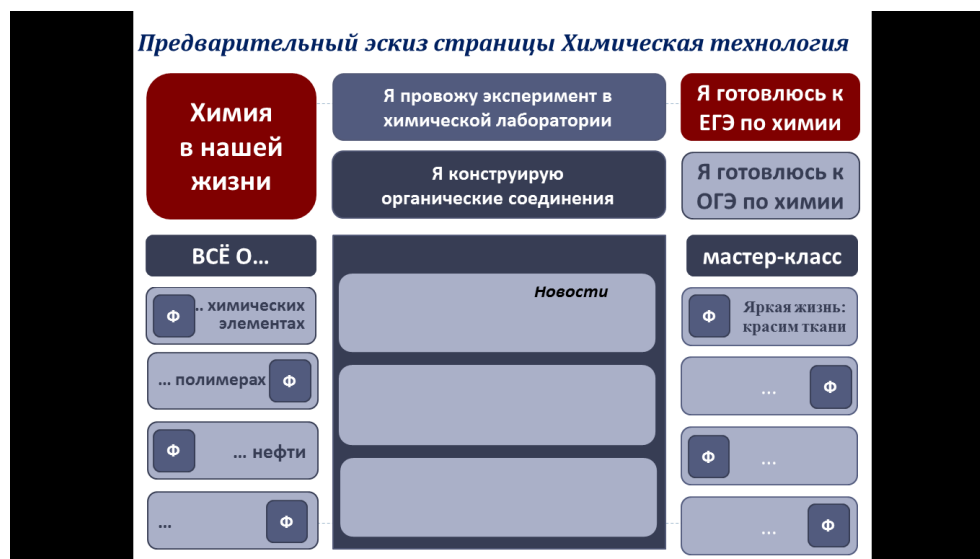 Предварительный эскиз страницы Химическая технология
Химия
в нашей
жизни
Я провожу эксперимент в
химической лаборатории
Я конструирую
органические соединения
Я готовлюсь к
ЕГЭ по химии
Я готовлюсь к
ОГЭ по химии
ВСЁ О...
Ф
.. химических
элементах
... полимерах
Ф
Ф
... нефти
...
Ф
Новости
мастер-класс
Ф
Яркая жизнь:
красим ткани
...
Ф
Ф
...
...
Ф